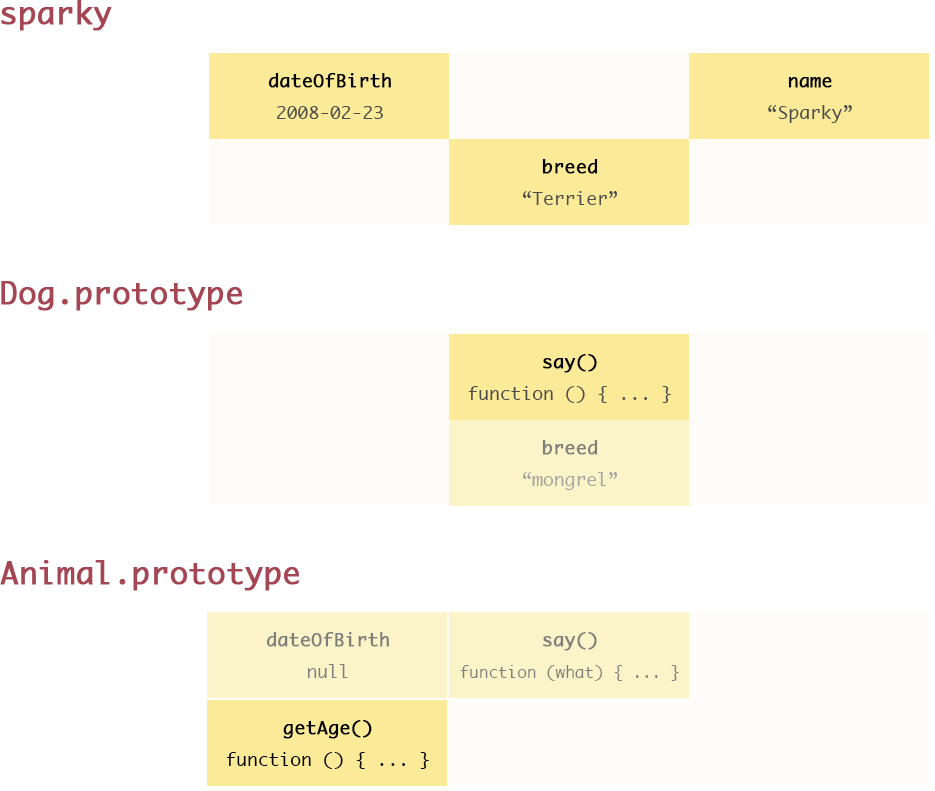 sparky
dateOfBirth
2008-02-23
name
“Sparky”
breed
“Terrier”
Dog.prototype
say()
function () { ... }
breed
“mongrel”
Animal.prototype
dateOfBirth
null
say()
function (what) { ... }
getAge()
function () { ... }